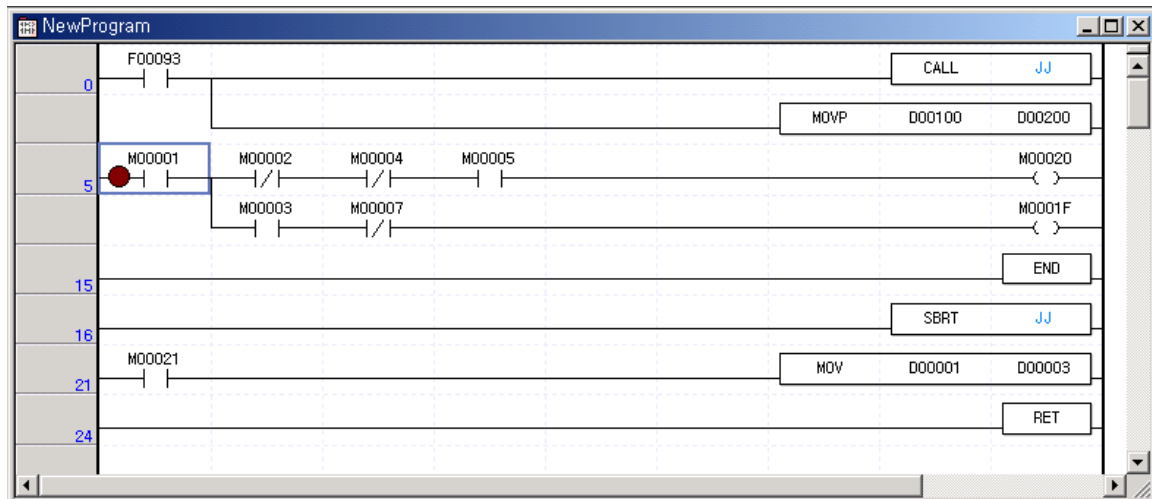 NewProgram
F00093
0
CALL JJ
MOVP D00100 D00200
M00001 M00002 M00004 M00005 M00020
5
M00003 M00007 M0001F
END
15
SBRT JJ
16
M00021
MOV D00001 D00003
21
RET
24